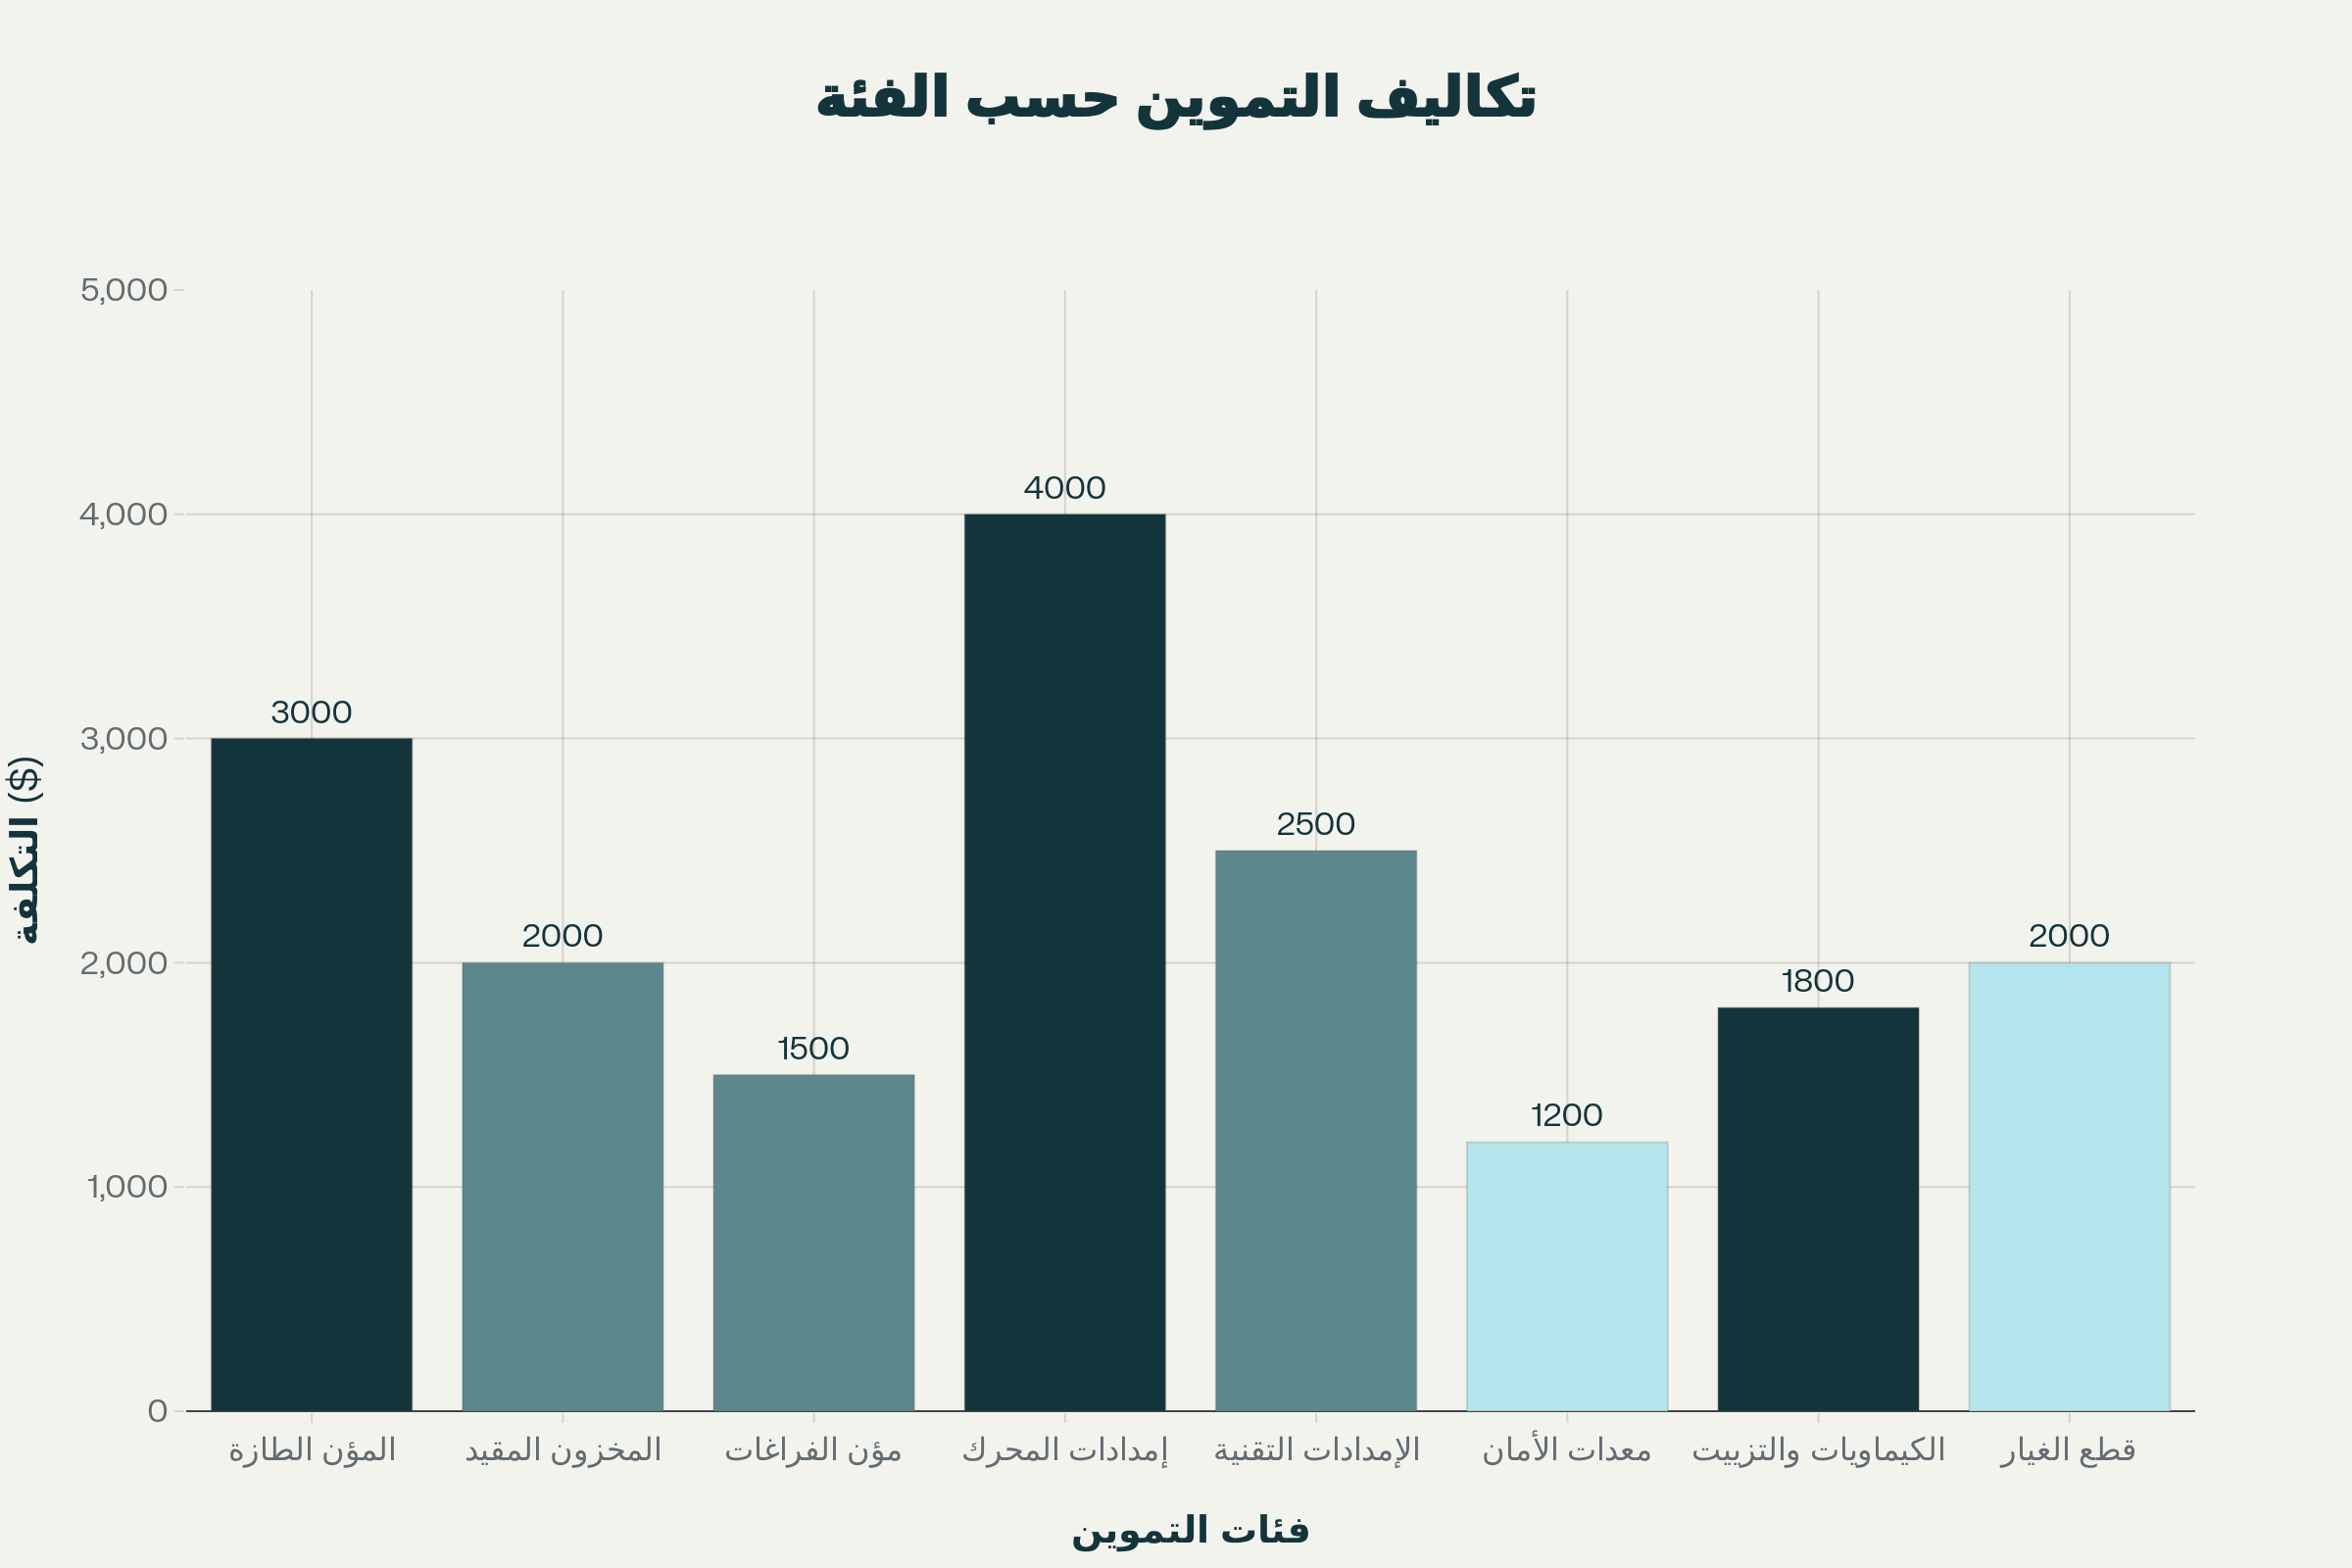 تكاليف التموين حسب الفئة
التكلفة ($)
5,000
4,000
3,000
2,000
1,000
0
3000
2000
1500
4000
2500
1200
1800
2000
المؤن الطازة
المخزون المقيد
مؤن الفراغات
إمدادات المحرك
الإمدادات التقنية
معدات الأمان
الكيماويات والتزييت
قطع الغيار
فئات التموين